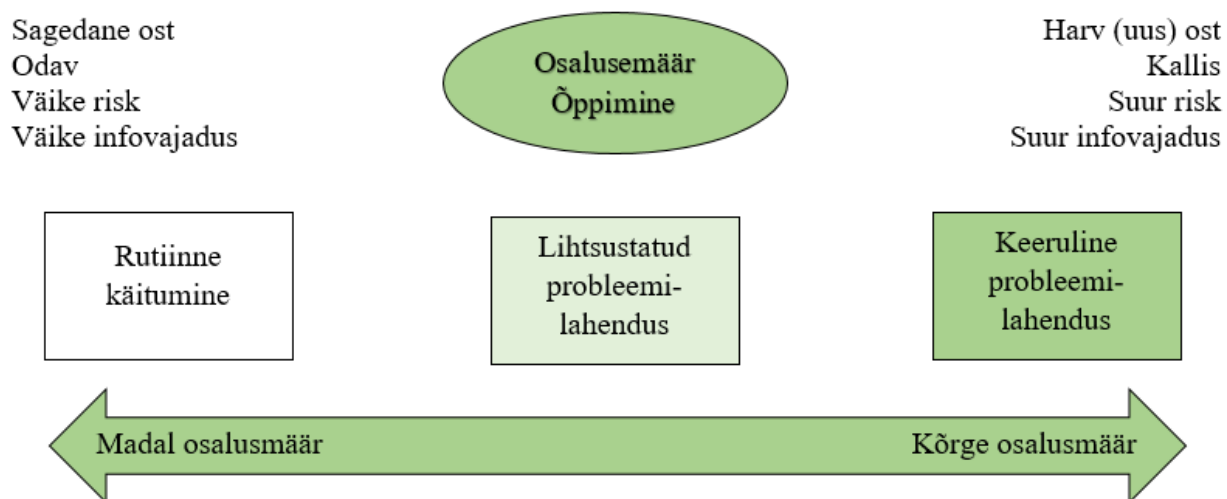 Sagedane ost
Odav
Väike risk
Väike infovajadus
Osalusemäär
Õppimine
Harv (uus) ost
Kallis
Suur risk
Suur infovajadus
Rutiinne
käitumine
Lihtsustatud
probleemi-
lahendus
Keeruline
probleemi-
lahendus
Madal osalusmäär
Kõrge osalusmäär